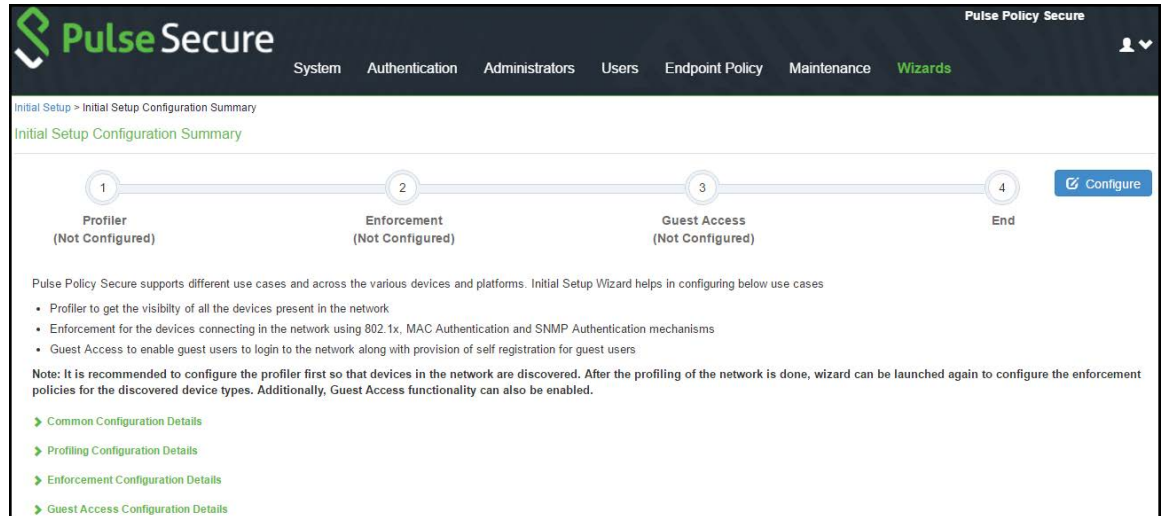 Pulse Policy Secure
Pulse Secure
System Authentication Administrators Users Endpoint Policy Maintenance Wizards
Initial Setup > Initial Setup Configuration Summary
Initial Setup Configuration Summary
1 2 3 4 Configure
Profiler Enforcement Guest Access End
(Not Configured) (Not Configured) (Not Configured)
Pulse Policy Secure supports different use cases and across the various devices and platforms. Initial Setup Wizard helps in configuring below use cases
• Profiler to get the visibilty of all the devices present in the network
• Enforcement for the devices connecting in the network using 802.1x, MAC Authentication and SNMP Authentication mechanisms
• Guest Access to enable guest users to login to the network along with provision of self registration for guest users
Note: It is recommended to configure the profiler first so that devices in the network are discovered. After the profiling of the network is done, wizard can be launched again to configure the enforcement
policies for the discovered device types. Additionally, Guest Access functionality can also be enabled.
Common Configuration Details
Profiling Configuration Details
Enforcement Configuration Details
Guest Access Configuration Details